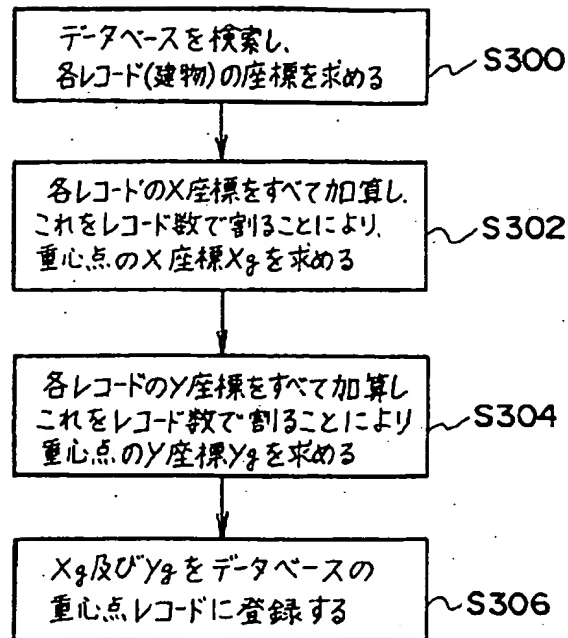 データベースを検索し、
各レコード(建物)の座標を求める
S300
各レコードのX座標をすべて加算し、
これをレコード数で割ることにより、
重心点のX座標Xgを求める
S302
各レコードのY座標をすべて加算し
これをレコード数で割ることにより
重心点のY座標Ygを求める
S304
Xg及びYgをデータベースの
重心点レコードに登録する
S306